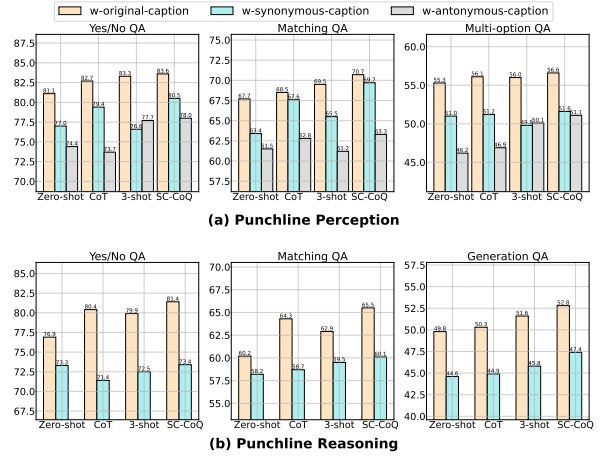 w-original-caption w-synonymous-caption w-antonymous-caption
Yes/No QA Matching QA Multi-option QA
87.5
85.0
82.5
80.0
77.5
75.0
72.5
70.0
81.1 77.0 74.4 82.7 79.4 73.7 83.3 76.6 77.7 83.6 80.5 78.0
Zero-shot CoT 3-shot SC-CoQ
75.0
72.5
70.0
67.5
65.0
62.5
60.0
57.5
67.7 63.4 61.5 68.5 67.6 62.8 69.5 65.5 61.2 70.7 69.7 63.3
Zero-shot CoT 3-shot SC-CoQ
60.0
55.0
50.0
45.0
55.3 51.0 46.2 56.1 51.2 46.9 56.0 49.8 50.1 56.6 51.6 51.1
Zero-shot CoT 3-shot SC-CoQ
(a) Punchline Perception
Yes/No QA Matching QA Generation QA
85.0
82.5
80.0
77.5
75.0
72.5
70.0
67.5
76.9 73.3 80.4 71.4 79.9 72.5 81.4 73.4
Zero-shot CoT 3-shot SC-CoQ
70.0
67.5
65.0
62.5
60.0
57.5
55.0
60.2 58.2 64.3 58.7 62.9 59.5 65.5 60.1
Zero-shot CoT 3-shot SC-CoQ
57.5
55.0
52.5
50.0
47.5
45.0
42.5
40.0
49.8 44.6 50.3 44.9 51.6 45.8 52.8 47.4
Zero-shot CoT 3-shot SC-CoQ
(b) Punchline Reasoning